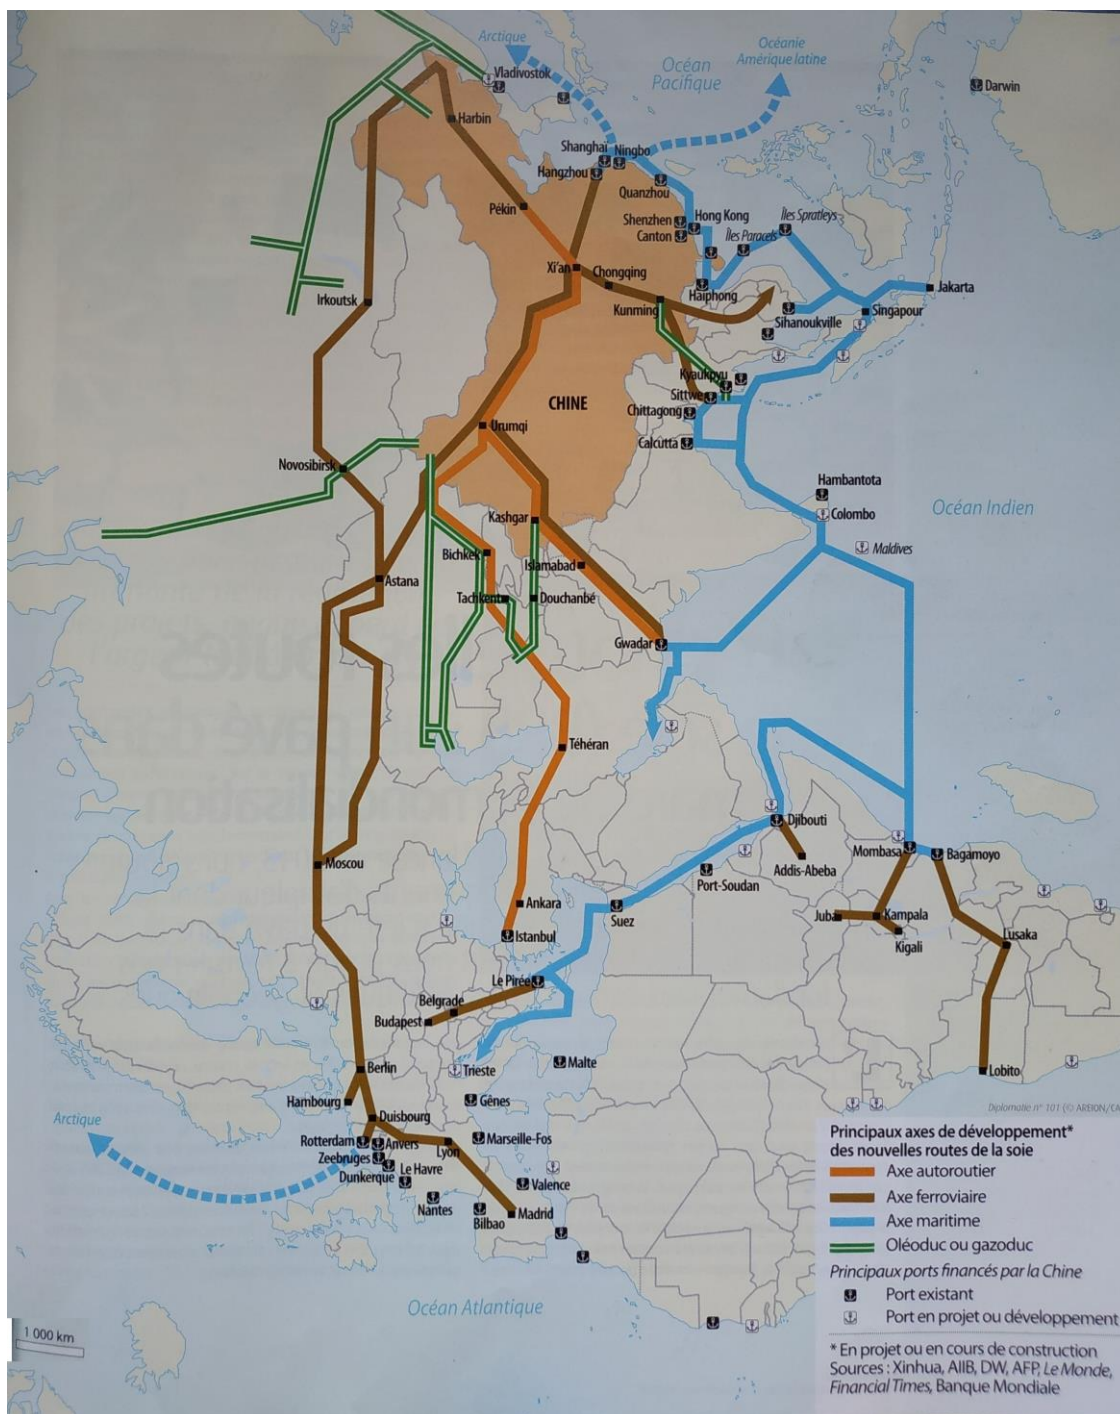 Arctique
Océanie
Amérique latine
Océan
Pacifique
Vladivostok
Darwin
Harbin
Shanghaï
Ningbo
Hangzhou
Quanzhou
Pékin
Shenzhen
Hong Kong
Canton
Îles Spratleys
Îles Paracels
Xi'an
Chongqing
Haiphong
Jakarta
Irkoutsk
Kunming
Sihanoukville
Singapour
Kyaukpyu
Sittwe
CHINE
Chittagong
Urumqi
Calcutta
Novosibirsk
Hambantota
Océan Indien
Colombo
Kashgar
Maldives
Bichkek
Islamabad
Astana
Tachkent
Douchanbé
Gwadar
Téhéran
Djibouti
Moscou
Mombasa
Bagamoyo
Addis-Abeba
Port-Soudan
Ankara
Suez
Juba
Kampala
Istanbul
Kigali
Lusaka
Le Pirée
Belgrade
Budapest
Berlin
Trieste
Malte
Lobito
Hambourg
Gênes
Duisbourg
Arctique
Rotterdam
Anvers
Marseille-Fos
Zeebruges
Lyon
Dunkerque
Le Havre
Valence
Nantes
Bilbao
Madrid
Océan Atlantique
1 000 km
Diplomatie n° 101 (© AREION/CA
Principaux axes de développement*
des nouvelles routes de la soie
Axe autoroutier
Axe ferroviaire
Axe maritime
Oléoduc ou gazoduc
Principaux ports financés par la Chine
Port existant
Port en projet ou développement
* En projet ou en cours de construction
Sources : Xinhua, AIIB, DW, AFP, Le Monde,
Financial Times, Banque Mondiale